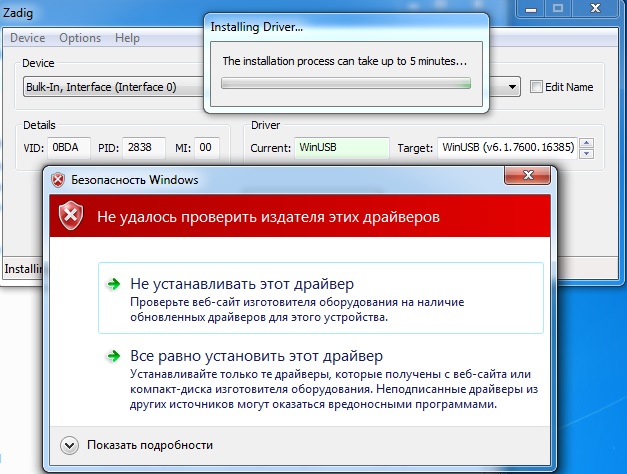 Zadig
Installing Driver...
Device Options Help
The installation process can take up to 5 minutes...
Device
Bulk-In, Interface (Interface 0)
Edit Name
Details
Driver
VID: 0BDA PID: 2838 MI: 00
Current: WinUSB Target: WinUSB (v6.1.7600.16385)
Безопасность Windows
Не удалось проверить издателя этих драйверов
Не устанавливать этот драйвер
Проверьте веб-сайт изготовителя оборудования на наличие
обновленных драйверов для этого устройства.
Installin
Все равно установить этот драйвер
Устанавливайте только те драйверы, которые получены с веб-сайта или
компакт-диска изготовителя оборудования. Неподписанные драйверы из
других источников могут оказаться вредоносными программами.
Показать подробности